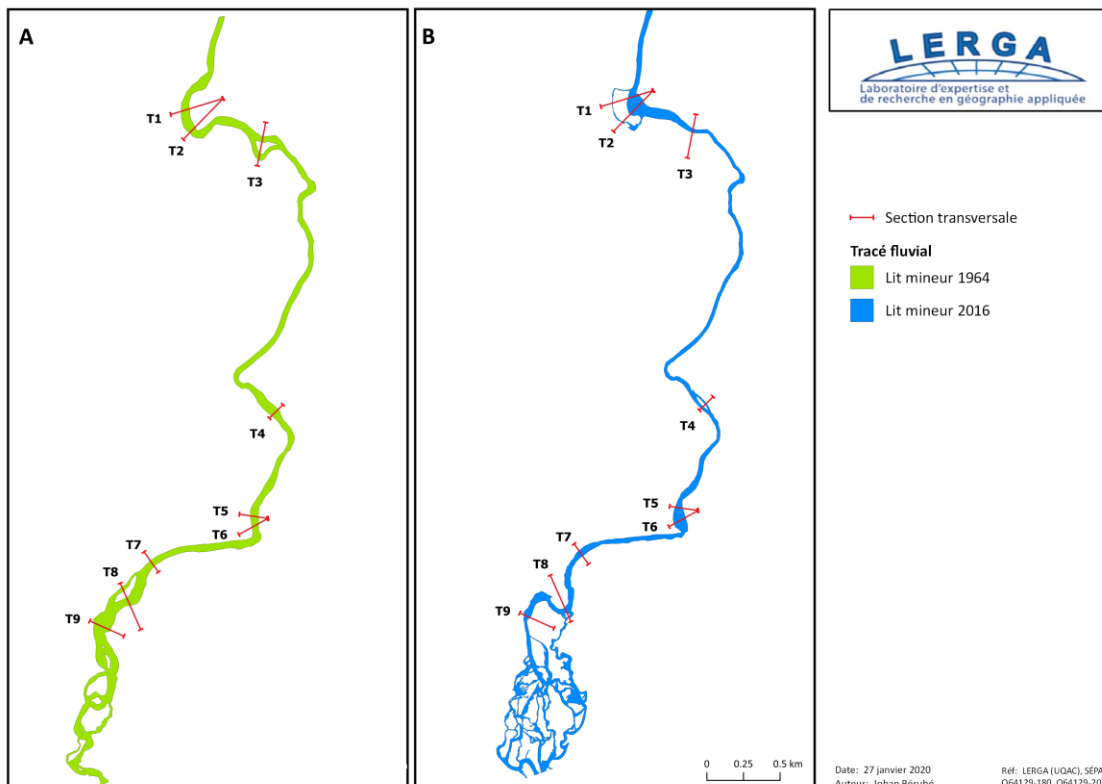 A
T1
T2
T3
T4
T5
T6
T7
T8
T9
B
T1
T2
T3
T4
T5
T6
T7
T8
T9
0 0.25 0.5 km
LERGA
Laboratoire d'expertise et
de recherche en géographie appliquée
Section transversale
Tracé fluvial
Lit mineur 1964
Lit mineur 2016
Date: 27 janvier 2020
Réf: LERGA (UQAC), SÉPA